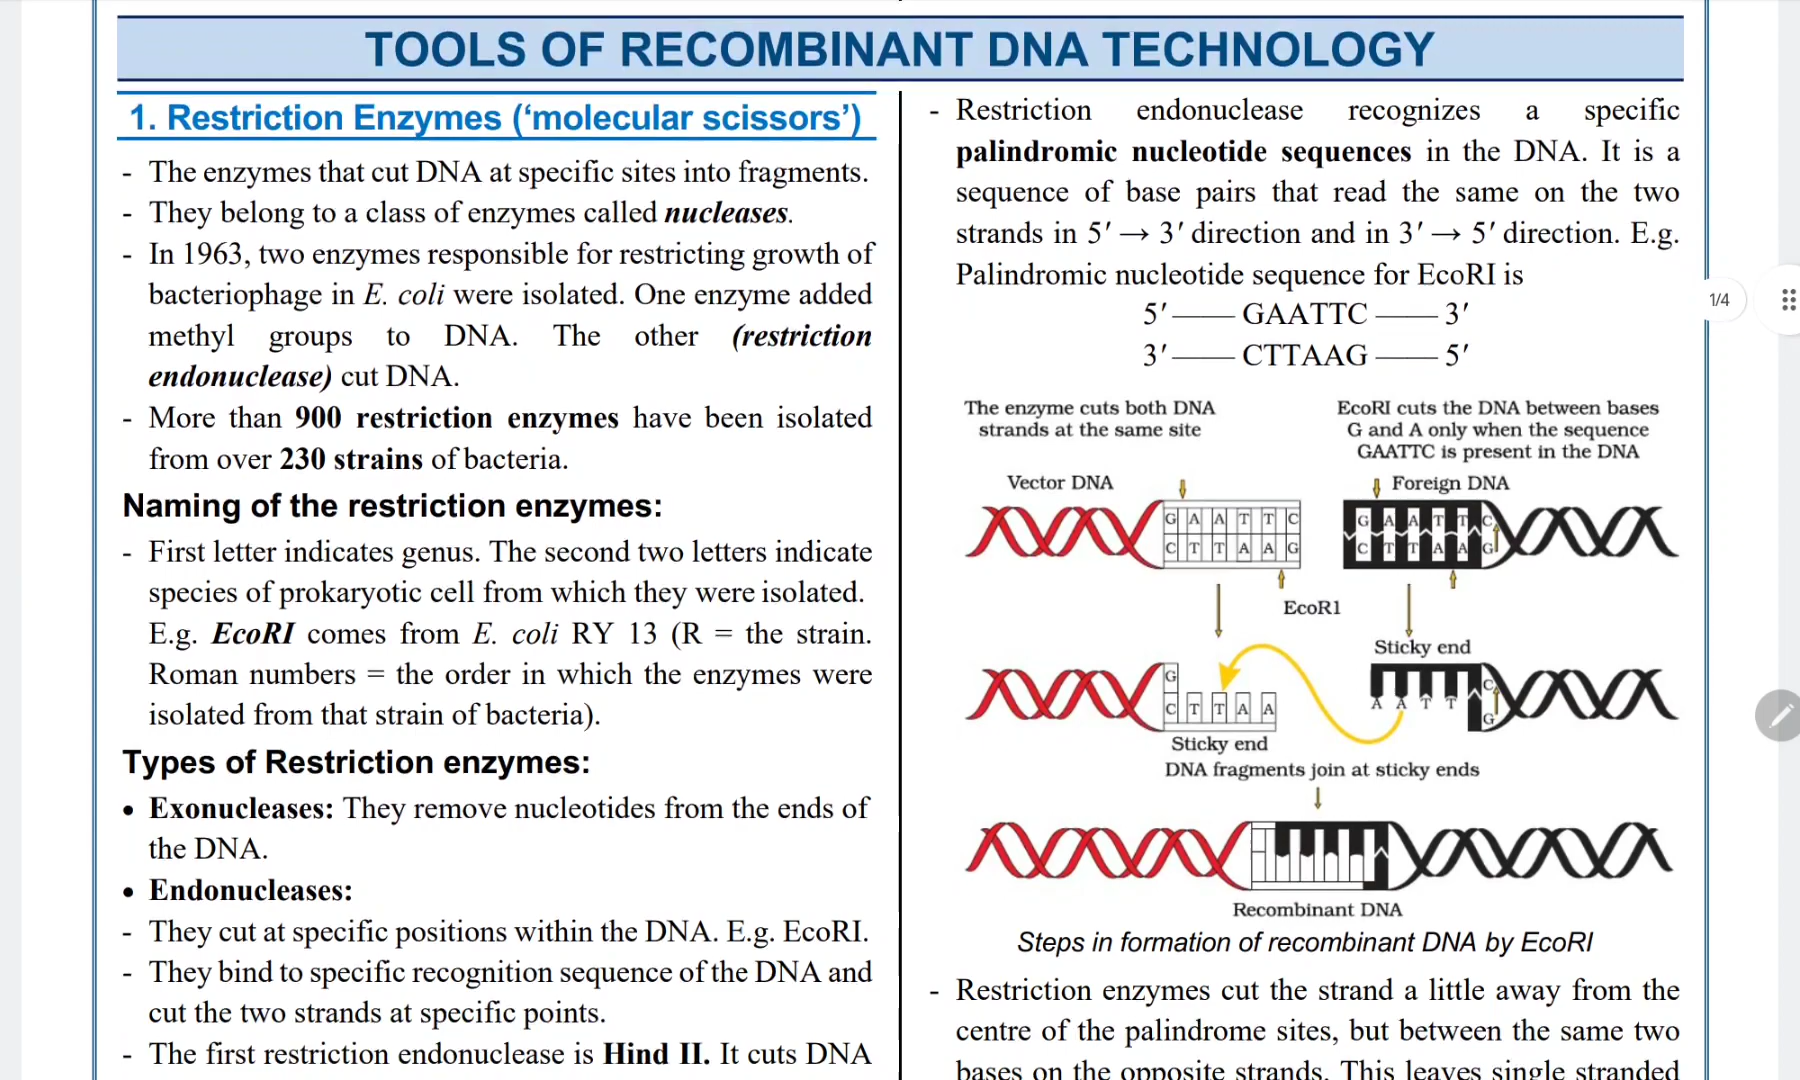 TOOLS OF RECOMBINANT DNA TECHNOLOGY
1. Restriction Enzymes (‘molecular scissors’)
- The enzymes that cut DNA at specific sites into fragments.
- They belong to a class of enzymes called nucleases.
- In 1963, two enzymes responsible for restricting growth of
bacteriophage in E. coli were isolated. One enzyme added
methyl groups to DNA. The other (restriction
endonuclease) cut DNA.
- More than 900 restriction enzymes have been isolated
from over 230 strains of bacteria.
Naming of the restriction enzymes:
- First letter indicates genus. The second two letters indicate
species of prokaryotic cell from which they were isolated.
E.g. EcoRI comes from E. coli RY 13 (R = the strain.
Roman numbers = the order in which the enzymes were
isolated from that strain of bacteria).
Types of Restriction enzymes:
• Exonucleases: They remove nucleotides from the ends of
the DNA.
• Endonucleases:
- They cut at specific positions within the DNA. E.g. EcoRI.
- They bind to specific recognition sequence of the DNA and
cut the two strands at specific points.
- The first restriction endonuclease is Hind II. It cuts DNA
- Restriction endonuclease recognizes a specific
palindromic nucleotide sequences in the DNA. It is a
sequence of base pairs that read the same on the two
strands in 5′ → 3′ direction and in 3′ → 5′ direction. E.g.
Palindromic nucleotide sequence for EcoRI is
5′ —— GAATTC —— 3′
3′ —— CTTAAG —— 5′
The enzyme cuts both DNA
strands at the same site
EcoRI cuts the DNA between bases
G and A only when the sequence
GAATTC is present in the DNA
Vector DNA
Foreign DNA
G A A T T C
C T T A A G
G A A T T C
C T T A A G
EcoR1
Sticky end
G
C T T A A
A A T T
C
G
Sticky end
DNA fragments join at sticky ends
Recombinant DNA
Steps in formation of recombinant DNA by EcoRI
- Restriction enzymes cut the strand a little away from the
centre of the palindrome sites, but between the same two
bases on the opposite strands. This leaves single stranded
1/4